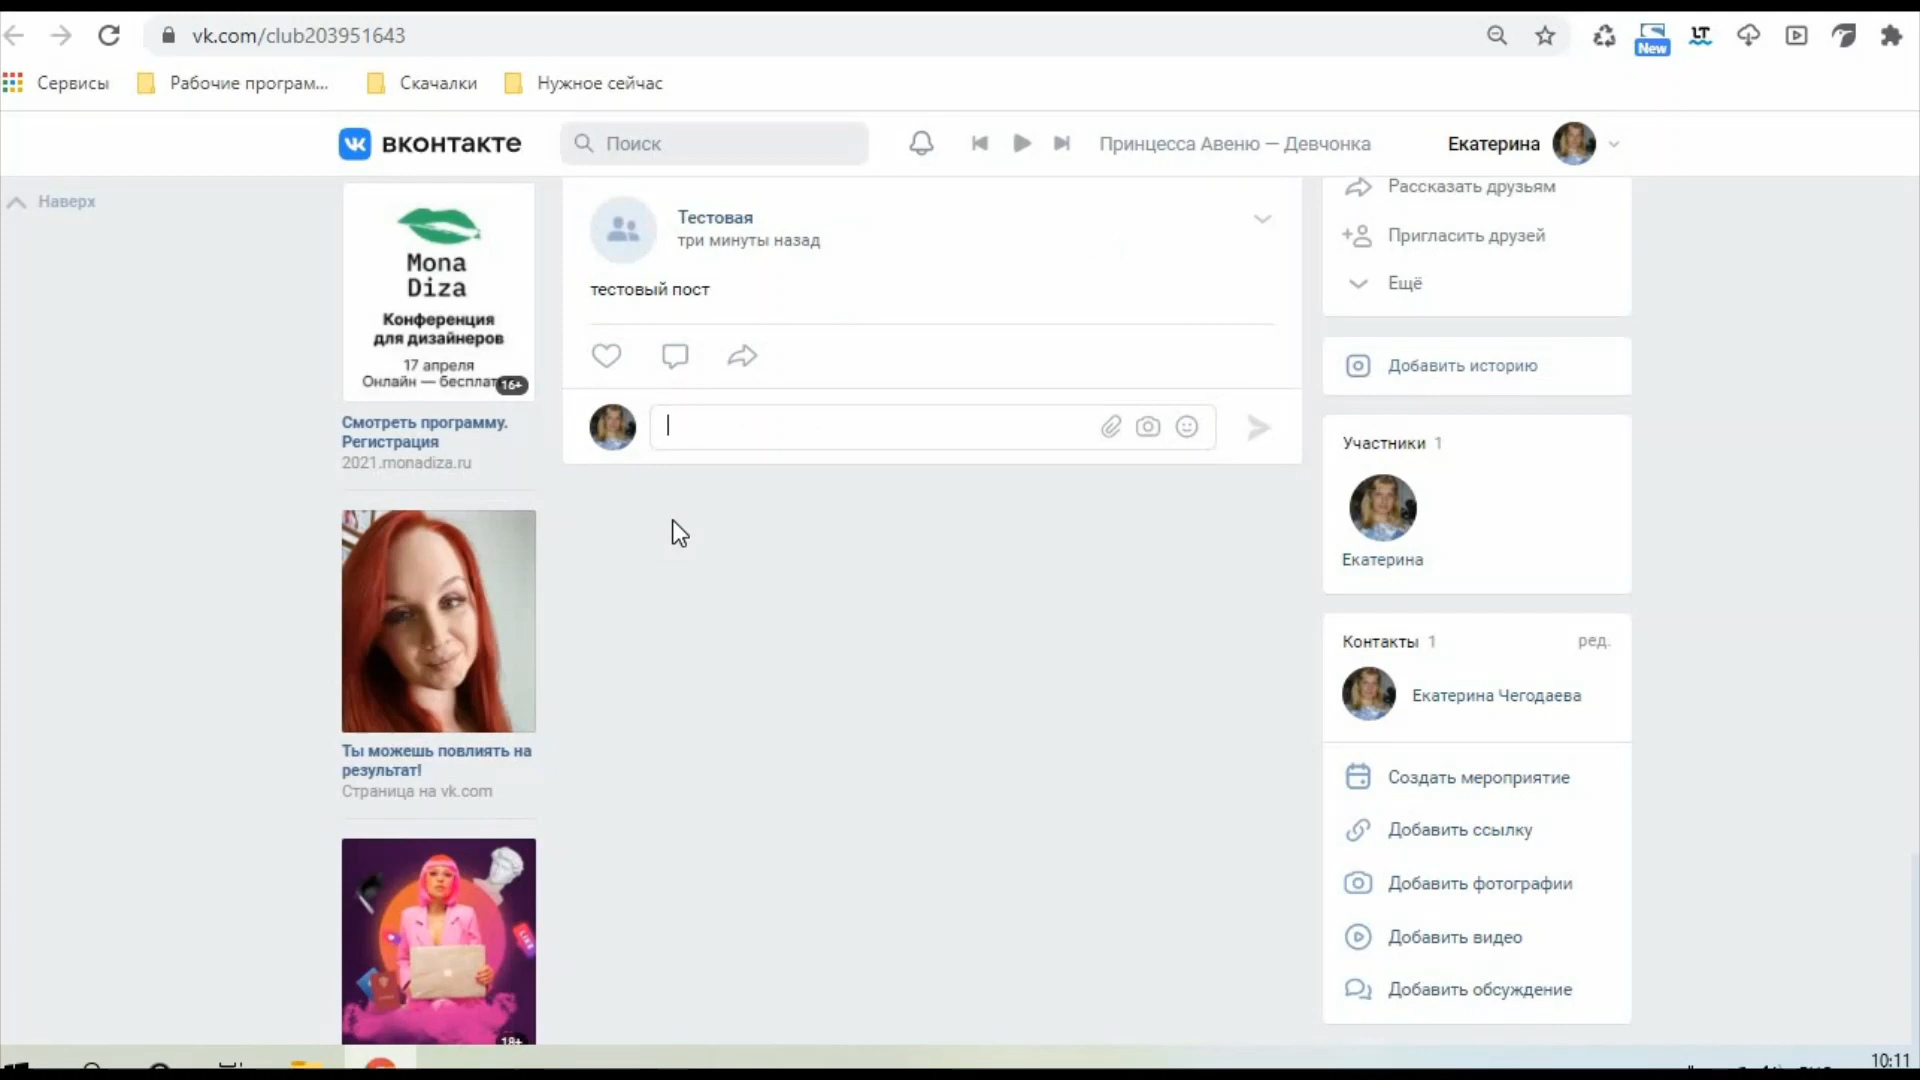 vk.com/club203951643
New
LT
Сервисы
Рабочие програм...
Скачалки
Нужное сейчас
вконтакте
Поиск
Принцесса Авеню — Девчонка
Екатерина
Наверх
Mona
Diza
Конференция
для дизайнеров
17 апреля
Онлайн — бесплат
16+
Смотреть программу.
Регистрация
2021.monadiza.ru
Ты можешь повлиять на
результат!
Страница на vk.com
LIKE
18+
Тестовая
три минуты назад
тестовый пост
Рассказать друзьям
Пригласить друзей
Ещё
Добавить историю
Участники 1
Екатерина
Контакты 1
ред.
Екатерина Чегодаева
Создать мероприятие
Добавить ссылку
Добавить фотографии
Добавить видео
Добавить обсуждение
10:11